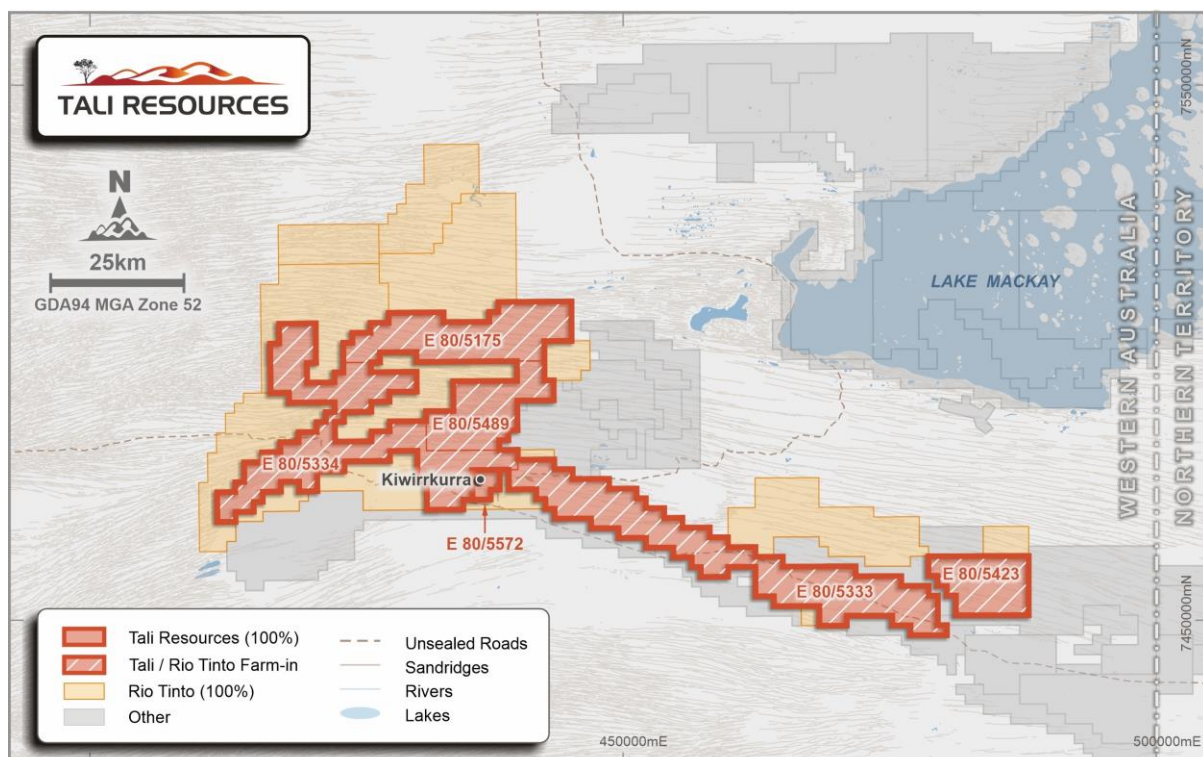 TALI RESOURCES
N
25km
GDA94 MGA Zone 52
7550000mN
LAKE MACKAY
WESTERN AUSTRALIA
NORTHERN TERRITORY
E 80/5175
E 80/5489
E 80/5334
Kiwirrkurra
E 80/5572
E 80/5423
E 80/5333
7450000mN
Tali Resources (100%)
Tali / Rio Tinto Farm-in
Rio Tinto (100%)
Other
Unsealed Roads
Sandridges
Rivers
Lakes
450000mE
500000mE